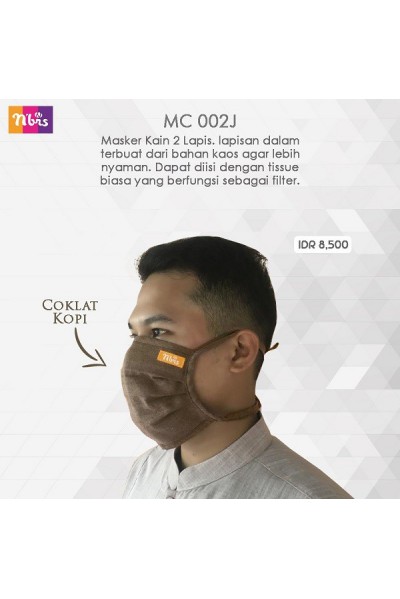 Nbrs
MC 002J
Masker Kain 2 Lapis. lapisan dalam
terbuat dari bahan kaos agar lebih
nyaman. Dapat diisi dengan tissue
biasa yang berfungsi sebagai filter.
IDR 8,500
COKLAT
KOPI
Nbrs